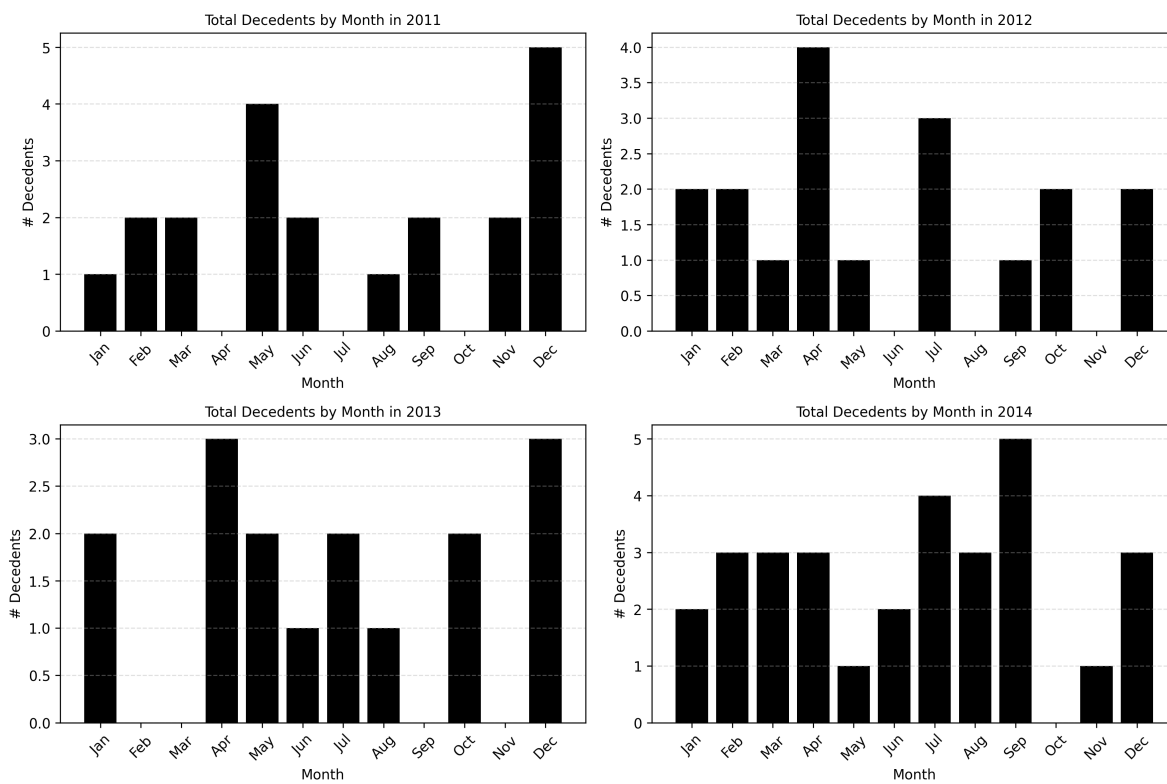 Total Decedents by Month in 2011
# Decedents
5
4
3
2
1
0
Jan Feb Mar Apr May Jun Jul Aug Sep Oct Nov Dec
Month
Total Decedents by Month in 2012
# Decedents
4.0
3.5
3.0
2.5
2.0
1.5
1.0
0.5
0.0
Jan Feb Mar Apr May Jun Jul Aug Sep Oct Nov Dec
Month
Total Decedents by Month in 2013
# Decedents
3.0
2.5
2.0
1.5
1.0
0.5
0.0
Jan Feb Mar Apr May Jun Jul Aug Sep Oct Nov Dec
Month
Total Decedents by Month in 2014
# Decedents
5
4
3
2
1
0
Jan Feb Mar Apr May Jun Jul Aug Sep Oct Nov Dec
Month